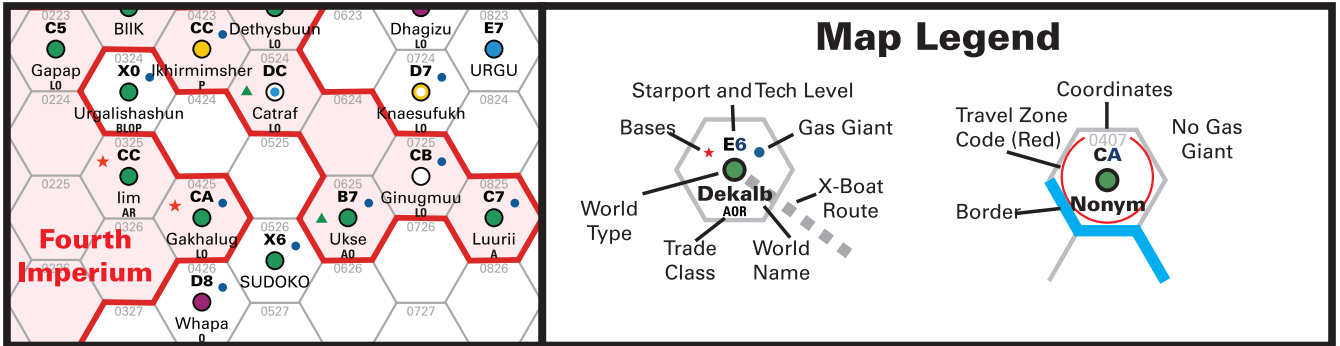 0223
0423
0623
0823
C5
BIIK
CC
Dethysbuun
LO
Dhagizu
LO
E7
Gapap
LO
0324
X0
Ikhirmimsher
P
0524
DC
0724
D7
URGU
0224
Urgalishashun
BLOP
0424
Catraf
LO
0624
Knaesufukh
LO
0824
0325
CC
0725
CB
Iim
AR
0225
0425
CA
0625
B7
Ginugmuu
LO
0825
C7
0326
Gakhalug
LO
0526
X6
Ukse
AO
0726
Luurii
A
Fourth
Imperium
0226
0426
D8
SUDOKO
0626
0826
0327
Whapa
O
0527
0727
Map Legend
Starport and Tech Level
Bases
Gas Giant
E6
Dekalb
AOR
X-Boat
Route
World
Type
Trade
Class
World
Name
Coordinates
Travel Zone
Code (Red)
No Gas
Giant
0407
CA
Nonym
Border